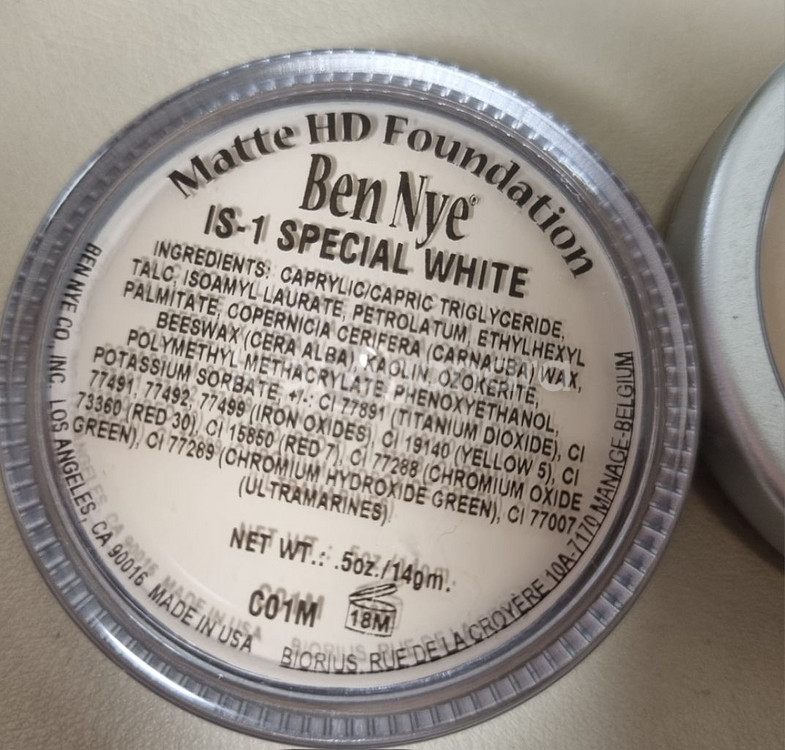 Matte HD Foundation
Ben Nye®
IS-1 SPECIAL WHITE
INGREDIENTS: CAPRYLIC/CAPRIC TRIGLYCERIDE,
TALC, ISOAMYL LAURATE, PETROLATUM, ETHYLHEXYL
PALMITATE, COPERNICIA CERIFERA (CARNAUBA) WAX,
BEESWAX (CERA ALBA), KAOLIN, OZOKERITE,
POLYMETHYL METHACRYLATE, PHENOXYETHANOL,
POTASSIUM SORBATE, +/-: CI 77891 (TITANIUM DIOXIDE), CI
77491, 77492, 77499 (IRON OXIDES), CI 19140 (YELLOW 5), CI
73360 (RED 30), CI 15850 (RED 7), CI 77288 (CHROMIUM OXIDE
GREEN), CI 77289 (CHROMIUM HYDROXIDE GREEN), CI 77007
(ULTRAMARINES)
NET WT.: .5oz./14gm.
C01M
18M
BEN NYE CO., INC. LOS ANGELES, CA 90016 MADE IN USA
BIORIUS, RUE DE LA CROYÈRE 10A-7170 MANAGE-BELGIUM